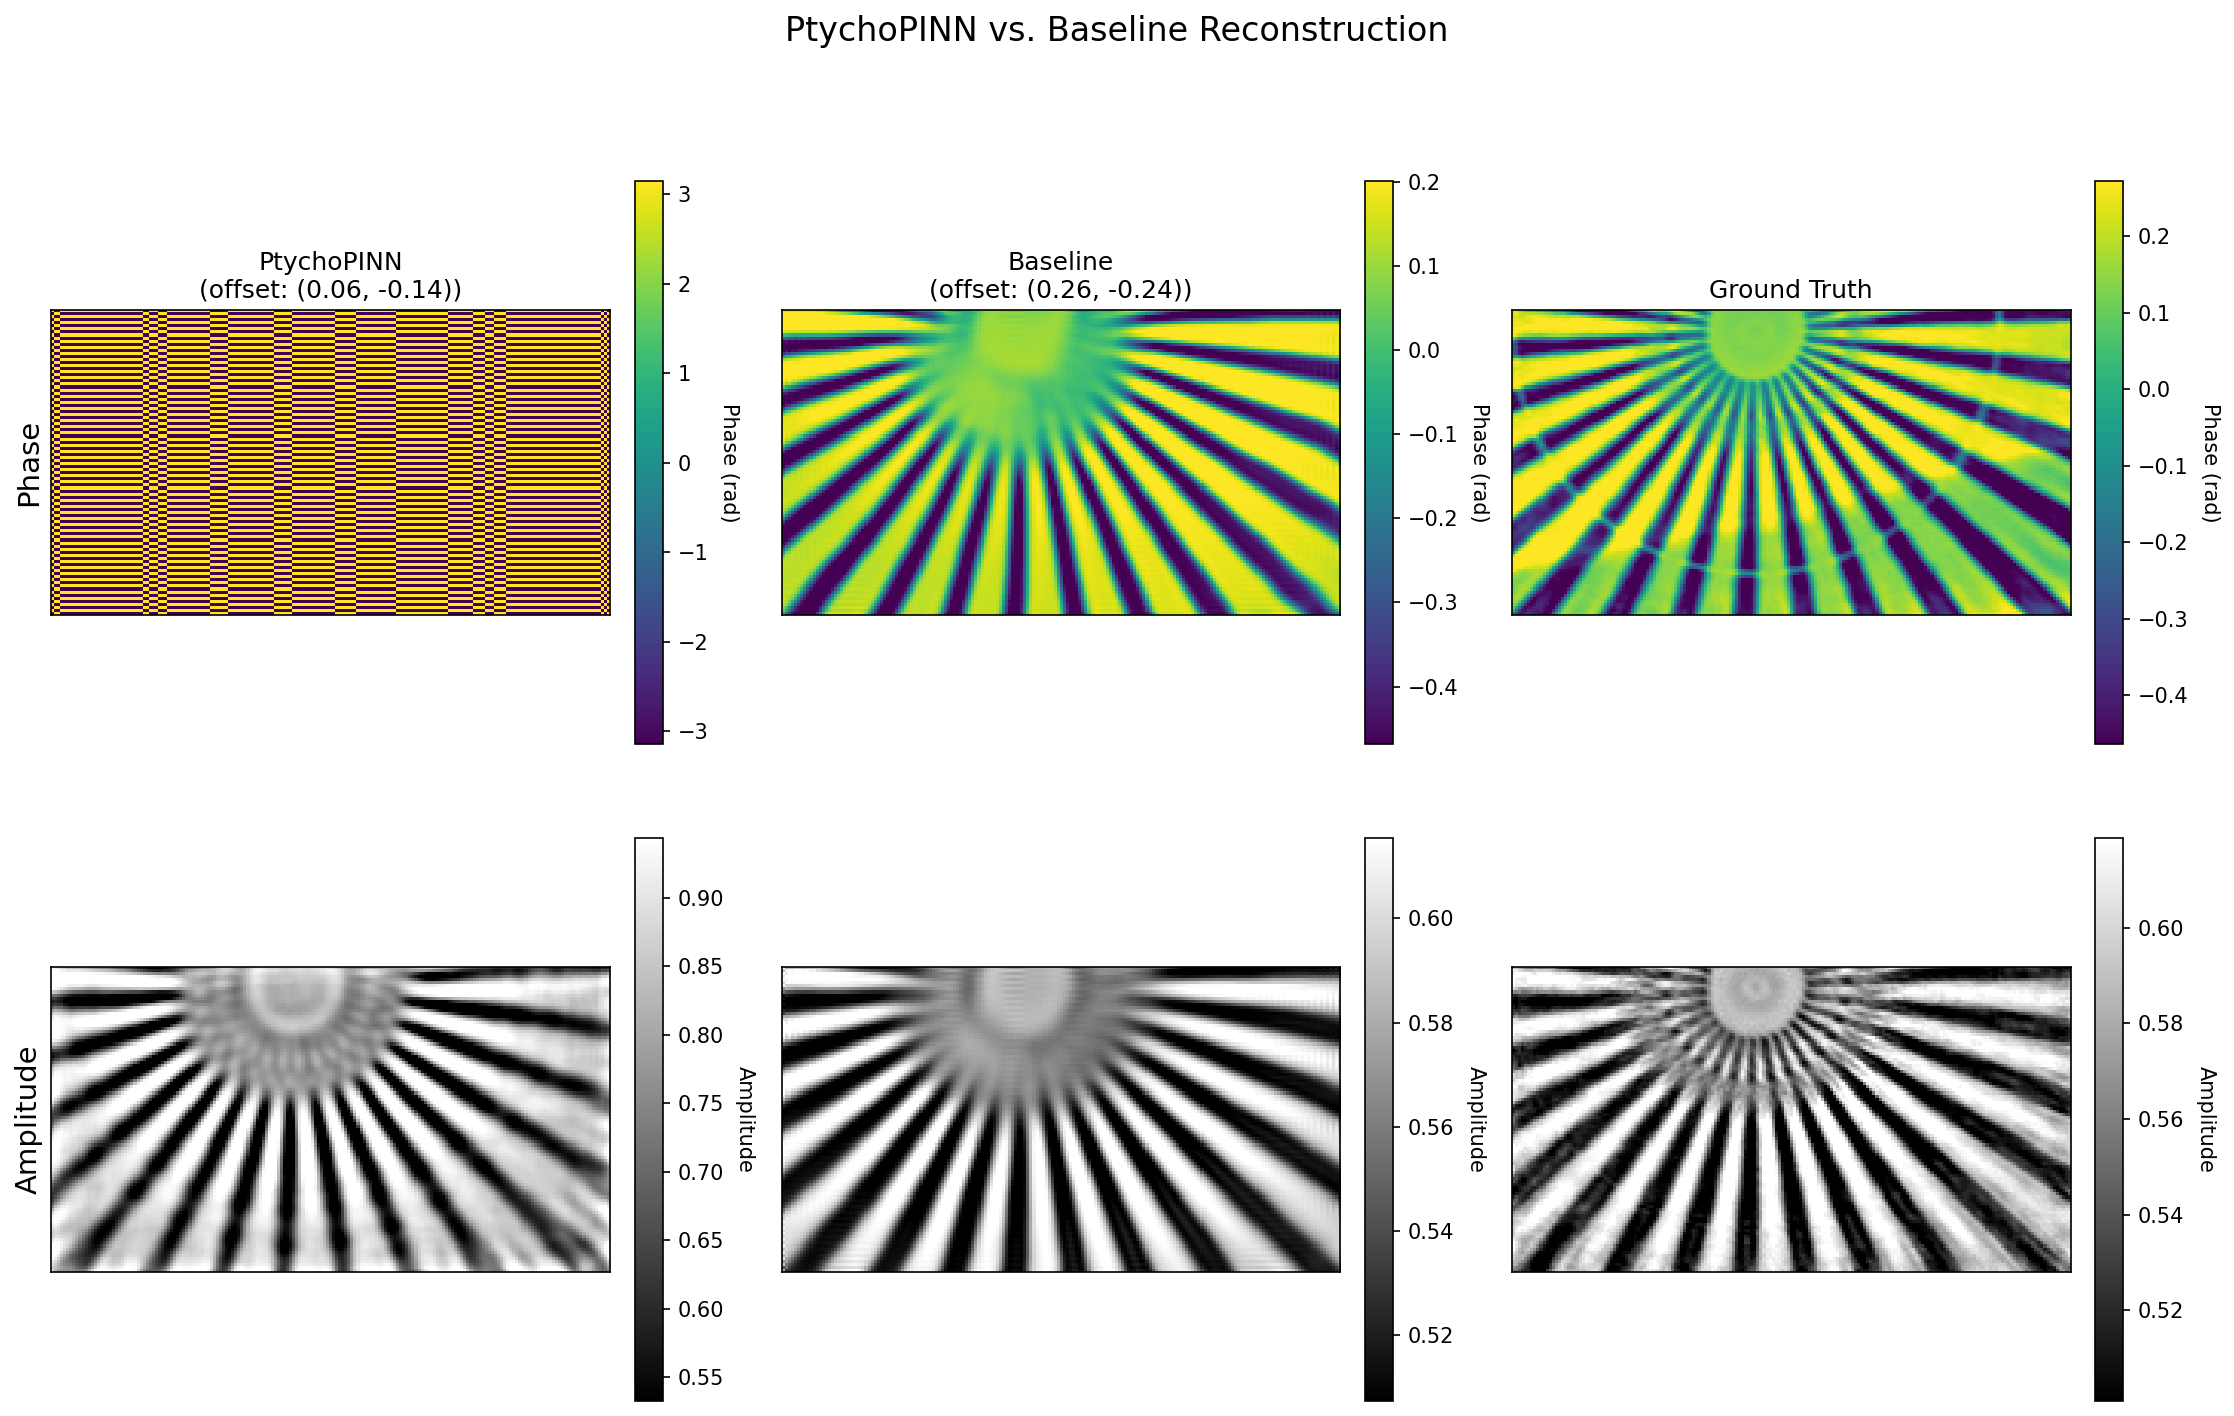 PtychoPINN vs. Baseline Reconstruction
PtychoPINN
(offset: (0.06, -0.14))
Baseline
(offset: (0.26, -0.24))
Ground Truth
Phase
3
2
1
0
−1
−2
−3
Phase (rad)
0.2
0.1
0.0
−0.1
−0.2
−0.3
−0.4
Phase (rad)
0.2
0.1
0.0
−0.1
−0.2
−0.3
−0.4
Phase (rad)
Amplitude
0.90
0.85
0.80
0.75
0.70
0.65
0.60
0.55
Amplitude
0.60
0.58
0.56
0.54
0.52
Amplitude
0.60
0.58
0.56
0.54
0.52
Amplitude